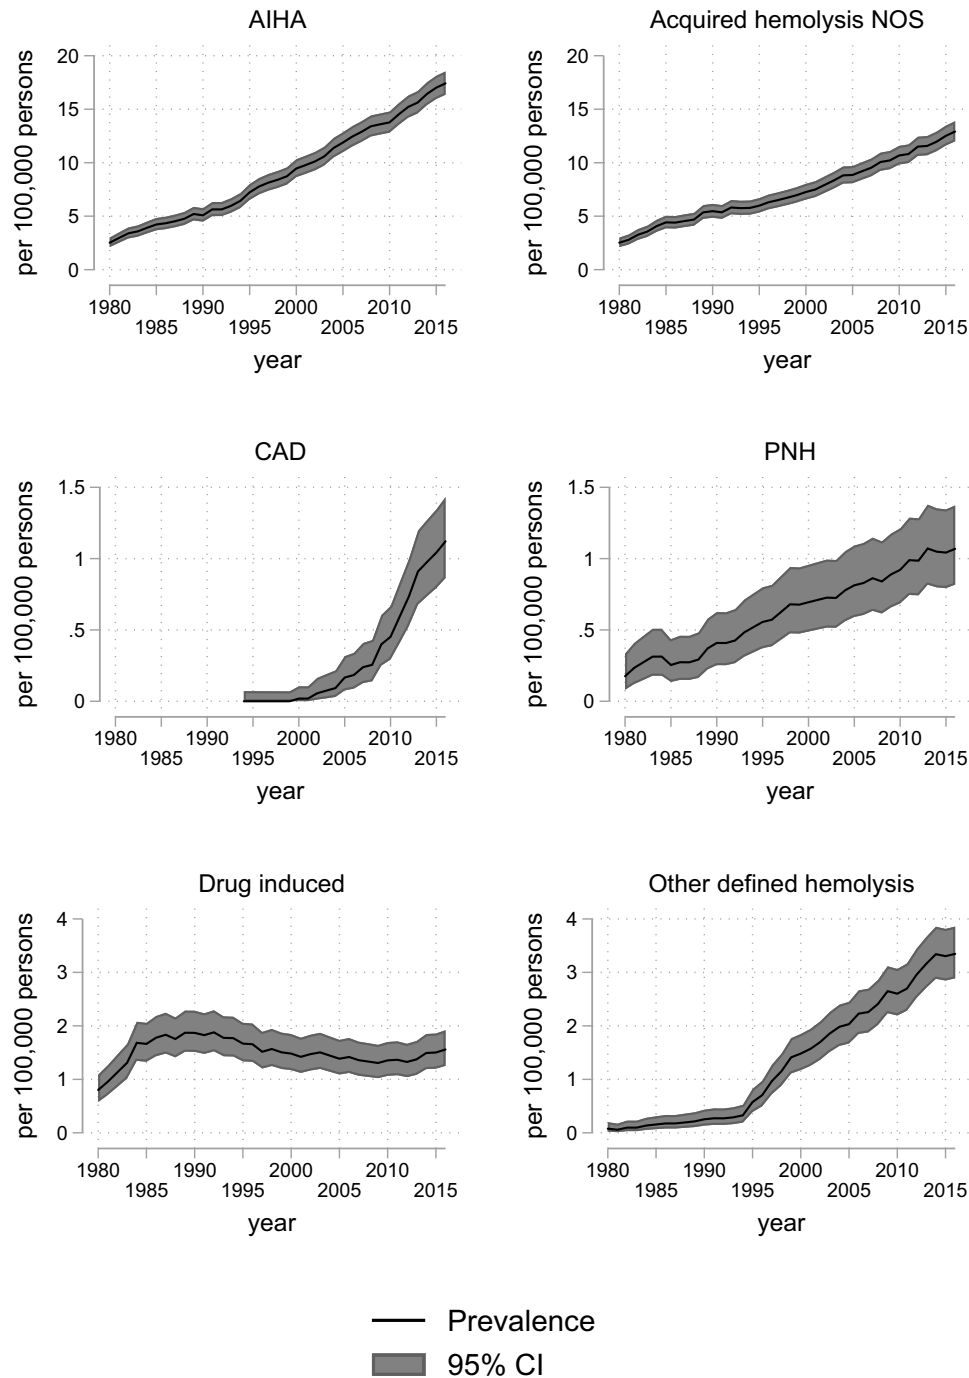 AIHA
per 100,000 persons
20
15
10
5
0
1980 1990 2000 2010
1985 1995 2005 2015
year
Acquired hemolysis NOS
per 100,000 persons
20
15
10
5
0
1980 1990 2000 2010
1985 1995 2005 2015
year
CAD
per 100,000 persons
1.5
1
.5
0
1980 1990 2000 2010
1985 1995 2005 2015
year
PNH
per 100,000 persons
1.5
1
.5
0
1980 1990 2000 2010
1985 1995 2005 2015
year
Drug induced
per 100,000 persons
4
3
2
1
0
1980 1990 2000 2010
1985 1995 2005 2015
year
Other defined hemolysis
per 100,000 persons
4
3
2
1
0
1980 1990 2000 2010
1985 1995 2005 2015
year
Prevalence
95% CI